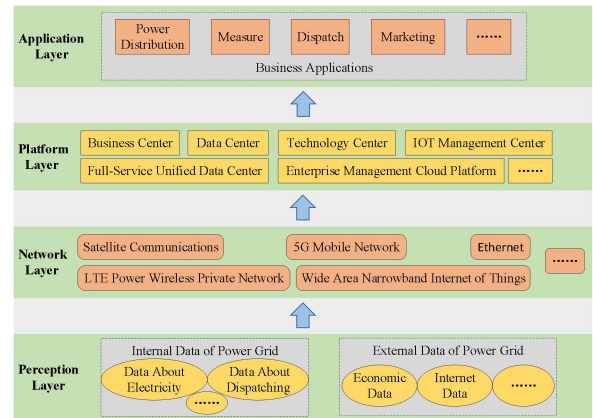 Application
Layer
Power
Distribution
Measure
Dispatch
Marketing
......
Business Applications
Platform
Layer
Business Center
Data Center
Technology Center
IOT Management Center
Full-Service Unified Data Center
Enterprise Management Cloud Platform
......
Network
Layer
Satellite Communications
5G Mobile Network
Ethernet
......
LTE Power Wireless Private Network
Wide Area Narrowband Internet of Things
Perception
Layer
Internal Data of Power Grid
Data About
Electricity
Data About
Dispatching
......
External Data of Power Grid
Economic
Data
Internet
Data
......